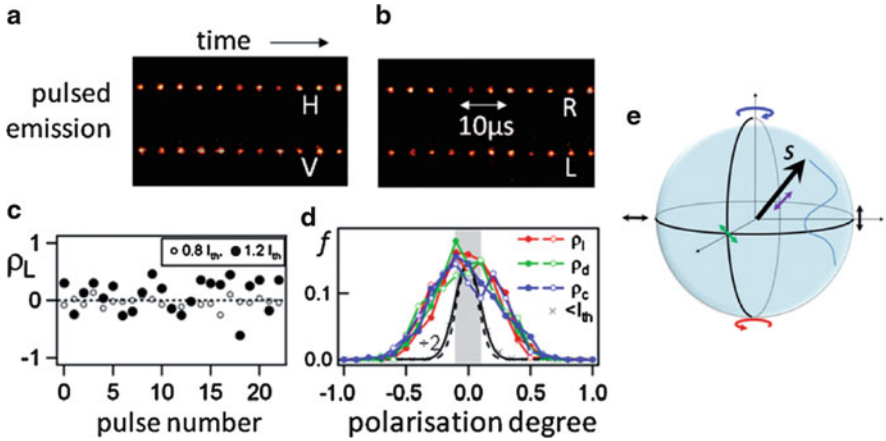 a
b
time
pulsed
emission
H
V
R
L
10μs
e
S
c
d
ρL
1
0
-1
0.8 Ith,
1.2 Ith
0 5 10 15 20
pulse number
f
0.1
0.0
ρl
ρd
ρc
<Ith
÷2
-1.0 -0.5 0.0 0.5 1.0
polarisation degree